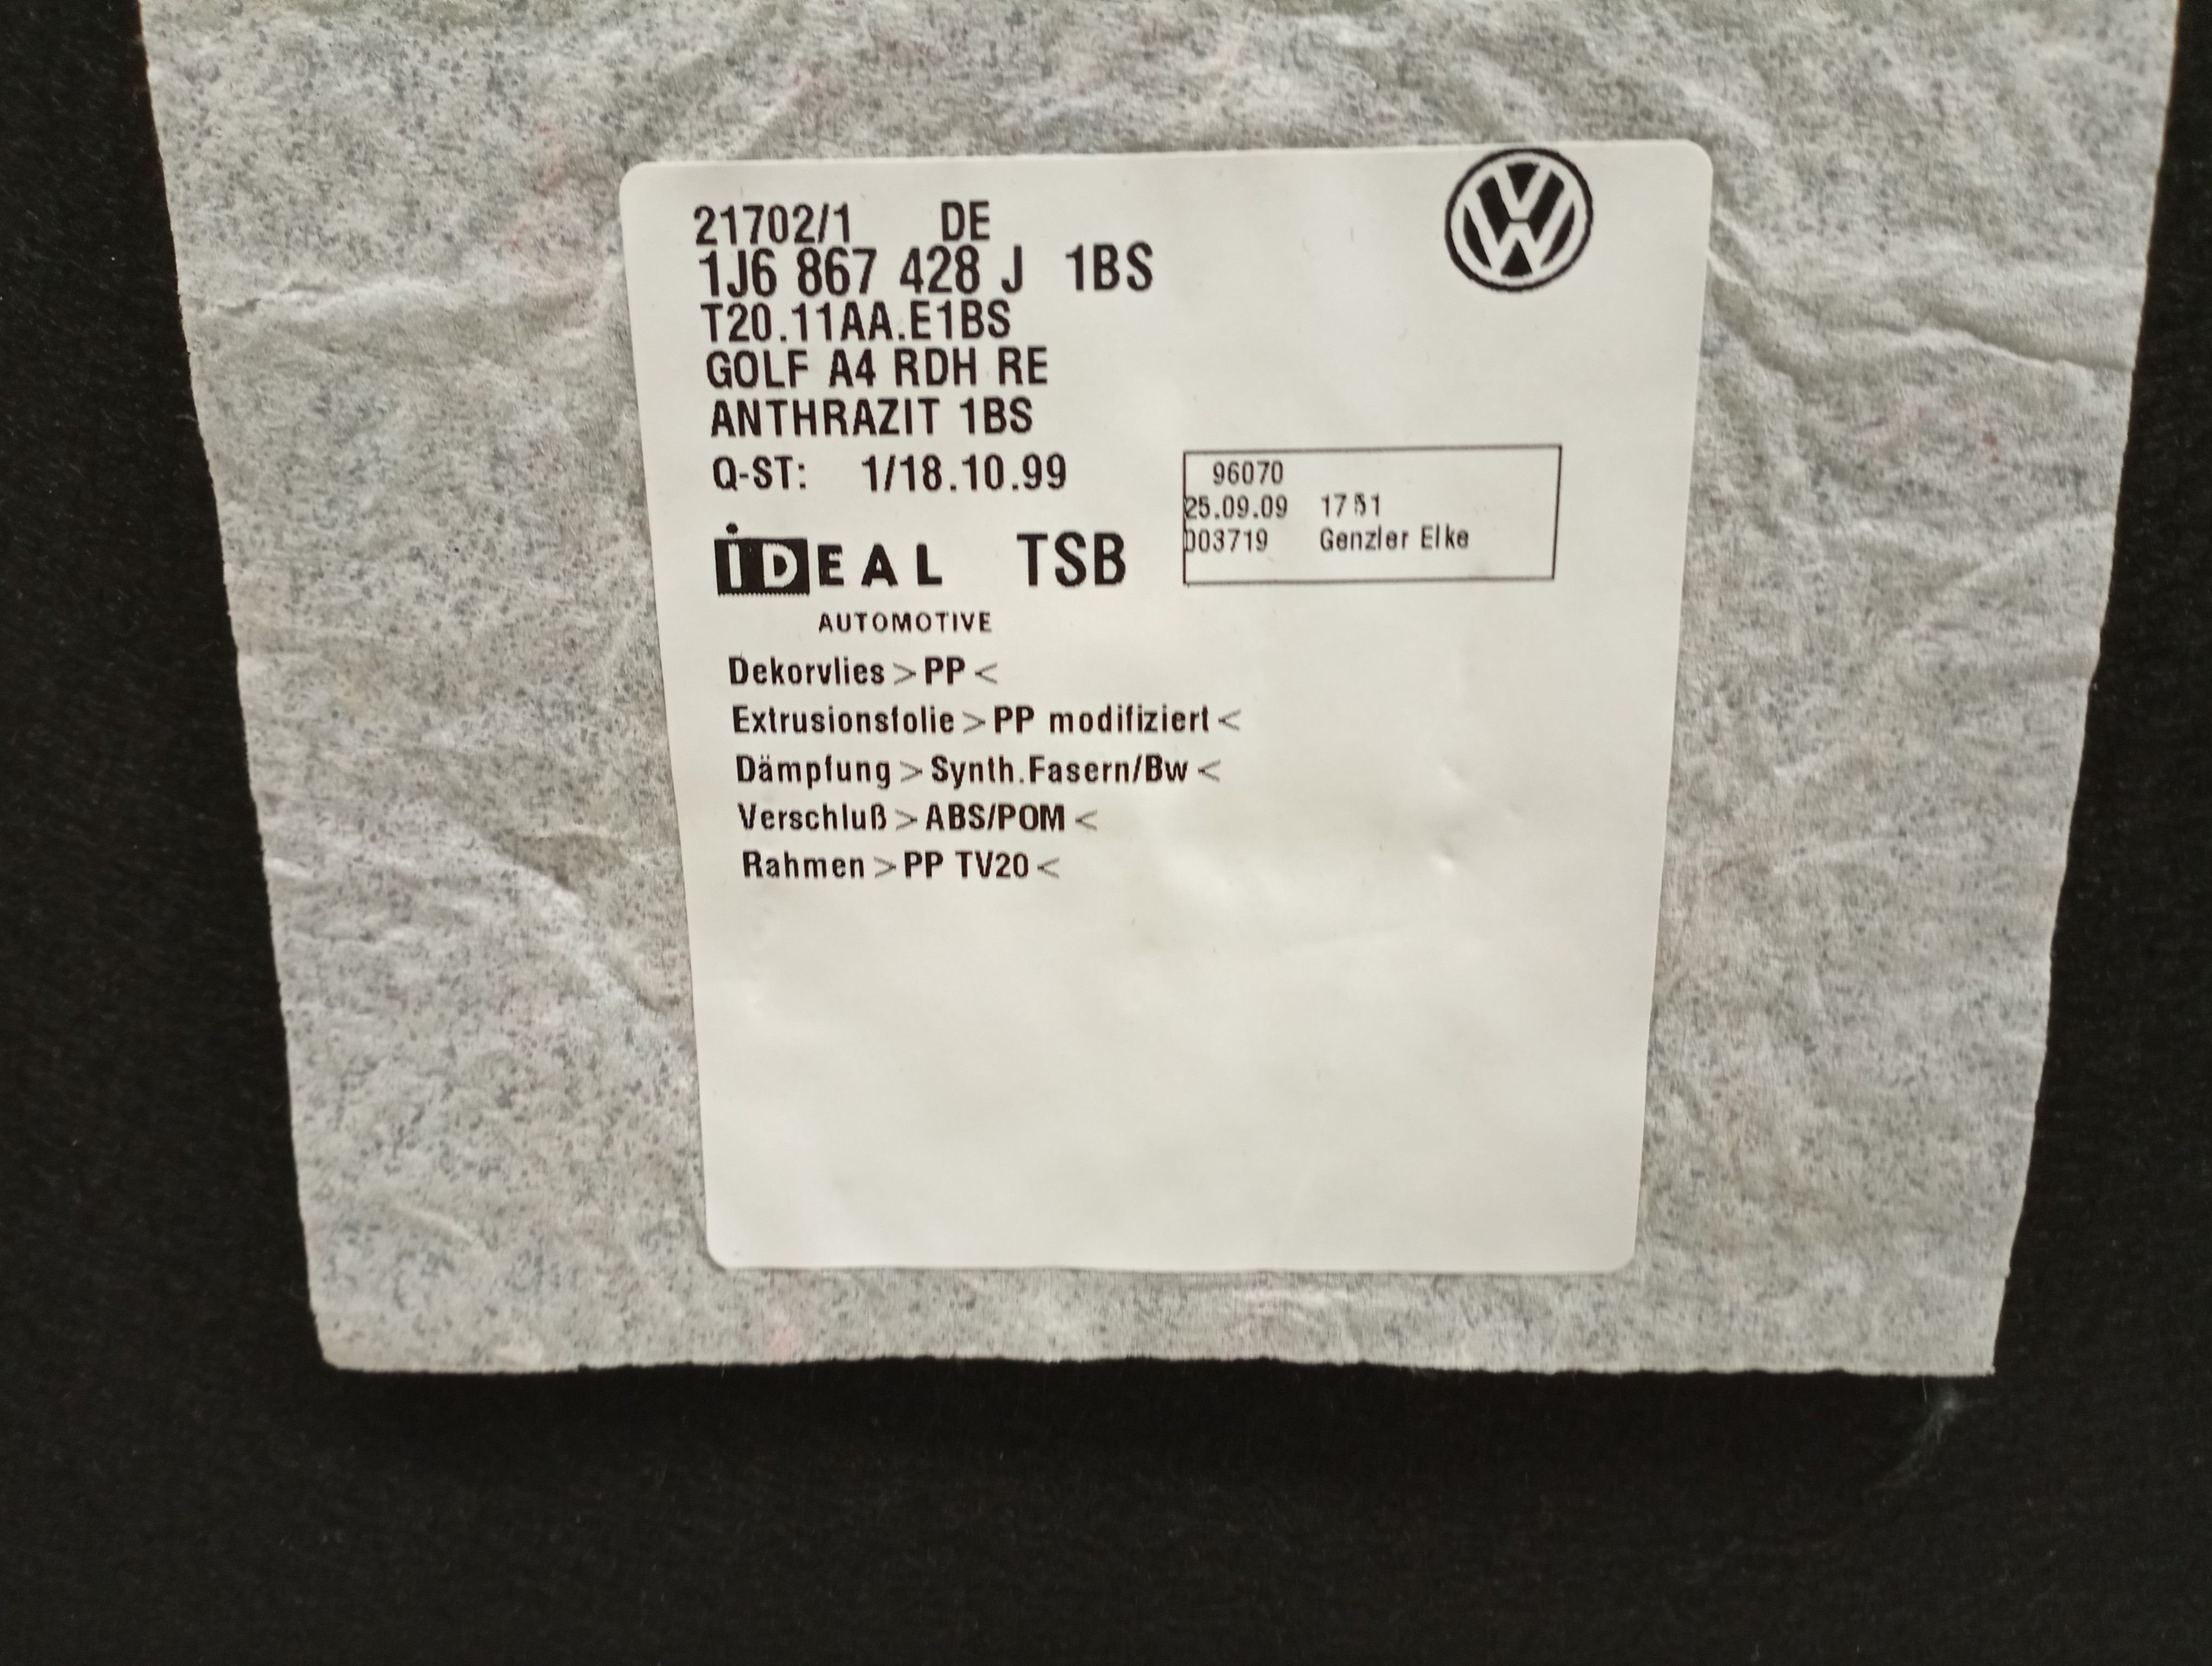 21702/1 DE
1J6 867 428 J 1BS
T20.11AA.E1BS
GOLF A4 RDH RE
ANTHRAZIT 1BS
Q-ST: 1/18.10.99
96070
25.09.09 17 51
003719 Genzler Elke
iDEAL TSB
AUTOMOTIVE
Dekorvlies >PP<
Extrusionsfolie >PP modifiziert<
Dämpfung >Synth.Fasern/Bw<
Verschluß >ABS/POM<
Rahmen >PP TV20<